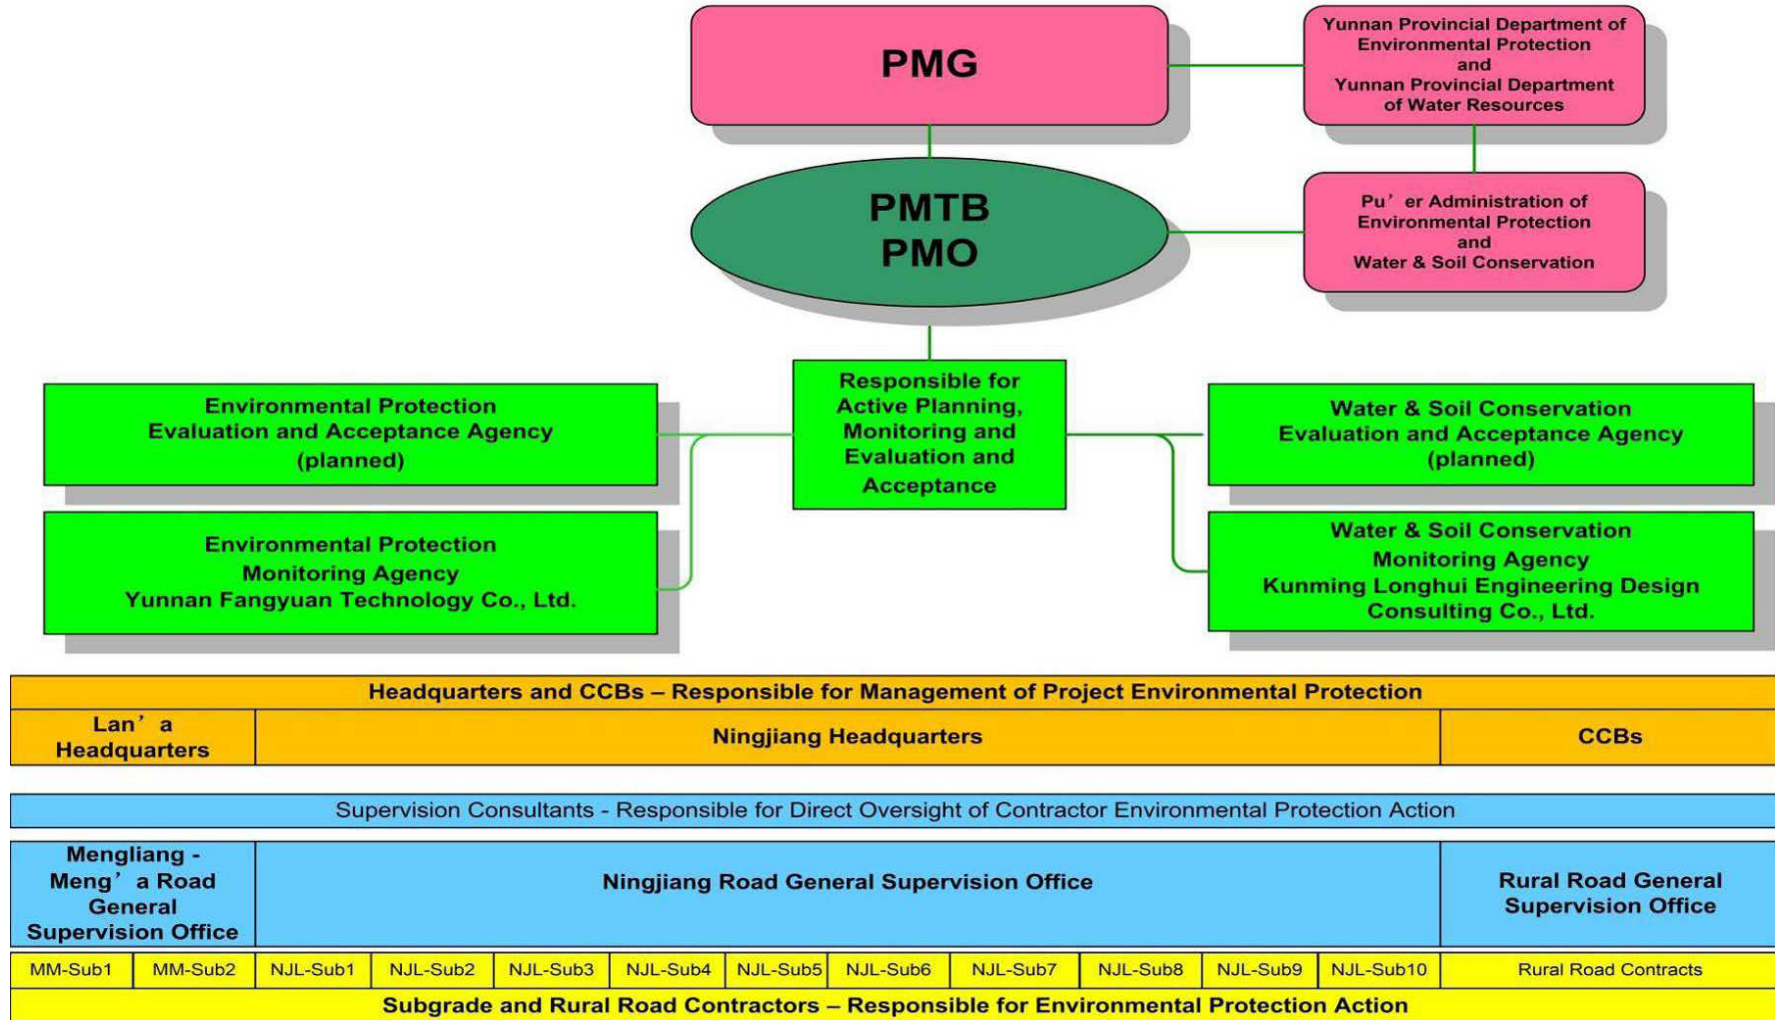 PMG
Yunnan Provincial Department of
Environmental Protection
and
Yunnan Provincial Department
of Water Resources
PMTB
PMO
Pu’er Administration of
Environmental Protection
and
Water & Soil Conservation
Environmental Protection
Evaluation and Acceptance Agency
(planned)
Responsible for
Active Planning,
Monitoring and
Evaluation and
Acceptance
Water & Soil Conservation
Evaluation and Acceptance Agency
(planned)
Environmental Protection
Monitoring Agency
Yunnan Fangyuan Technology Co., Ltd.
Water & Soil Conservation
Monitoring Agency
Kunming Longhui Engineering Design
Consulting Co., Ltd.
Headquarters and CCBs – Responsible for Management of Project Environmental Protection
Lan’a
Headquarters
Ningjiang Headquarters
CCBs
Supervision Consultants - Responsible for Direct Oversight of Contractor Environmental Protection Action
Mengliang -
Meng’a Road
General
Supervision Office
Ningjiang Road General Supervision Office
Rural Road General
Supervision Office
MM-Sub1
MM-Sub2
NJL-Sub1
NJL-Sub2
NJL-Sub3
NJL-Sub4
NJL-Sub5
NJL-Sub6
NJL-Sub7
NJL-Sub8
NJL-Sub9
NJL-Sub10
Rural Road Contracts
Subgrade and Rural Road Contractors – Responsible for Environmental Protection Action